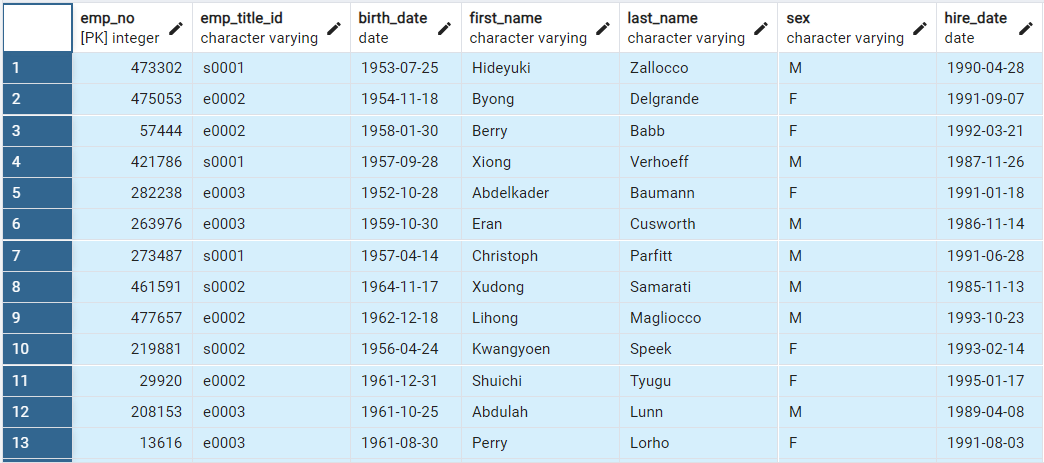 emp_no emp_title_id birth_date first_name last_name sex hire_date
[PK] integer character varying date character varying character varying character varying date
1 473302 s0001 1953-07-25 Hideyuki Zallocco M 1990-04-28
2 475053 e0002 1954-11-18 Byong Delgrande F 1991-09-07
3 57444 e0002 1958-01-30 Berry Babb F 1992-03-21
4 421786 s0001 1957-09-28 Xiong Verhoeff M 1987-11-26
5 282238 e0003 1952-10-28 Abdelkader Baumann F 1991-01-18
6 263976 e0003 1959-10-30 Eran Cusworth M 1986-11-14
7 273487 s0001 1957-04-14 Christoph Parfitt M 1991-06-28
8 461591 s0002 1964-11-17 Xudong Samarati M 1985-11-13
9 477657 e0002 1962-12-18 Lihong Magliocco M 1993-10-23
10 219881 s0002 1956-04-24 Kwangyoen Speek F 1993-02-14
11 29920 e0002 1961-12-31 Shuichi Tyugu F 1995-01-17
12 208153 e0003 1961-10-25 Abdulah Lunn M 1989-04-08
13 13616 e0003 1961-08-30 Perry Lorho F 1991-08-03